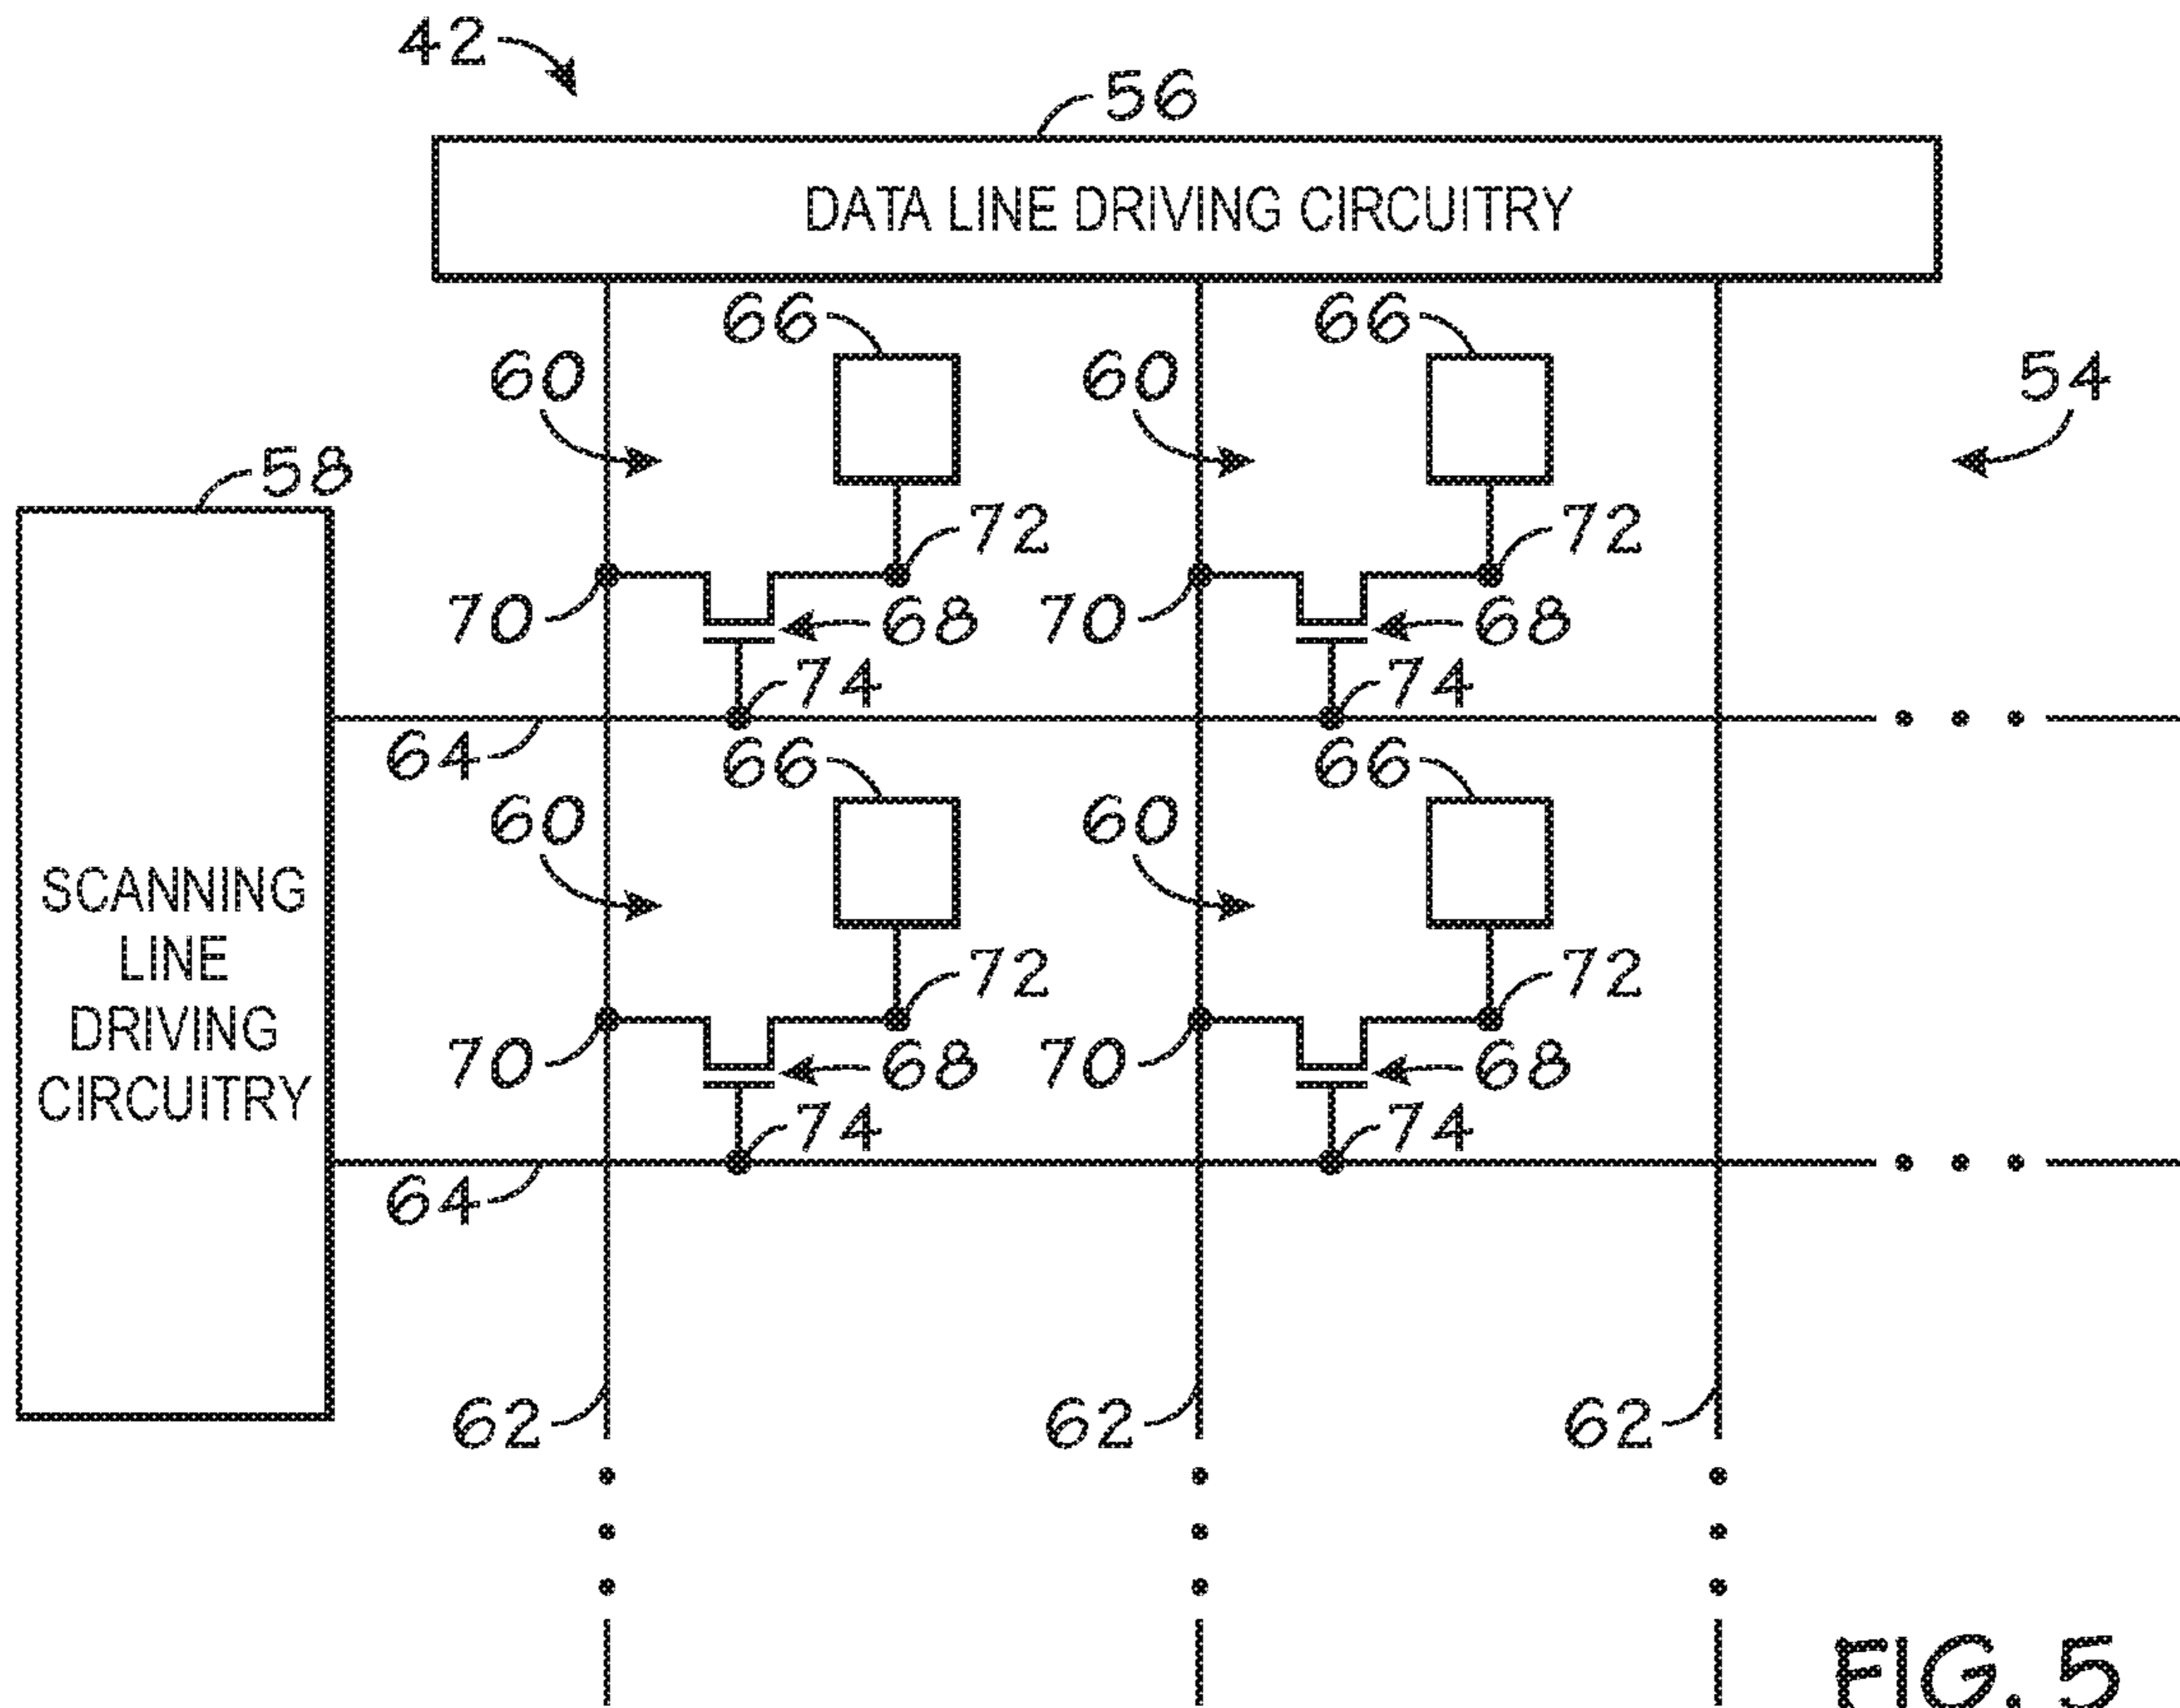 42
56
DATA LINE DRIVING CIRCUITRY
66 66
60 60 54
58
72 72
70 68 70 68
74 74
64
66 66
60 60
SCANNING
LINE
DRIVING
CIRCUITRY
72 72
70 68 70 68
74 74
64
62 62 62
FIG. 5